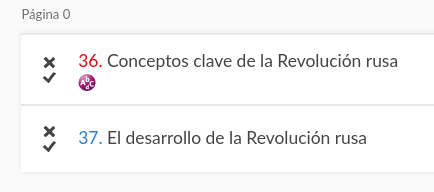 Página 0
36. Conceptos clave de la Revolución rusa
37. El desarrollo de la Revolución rusa